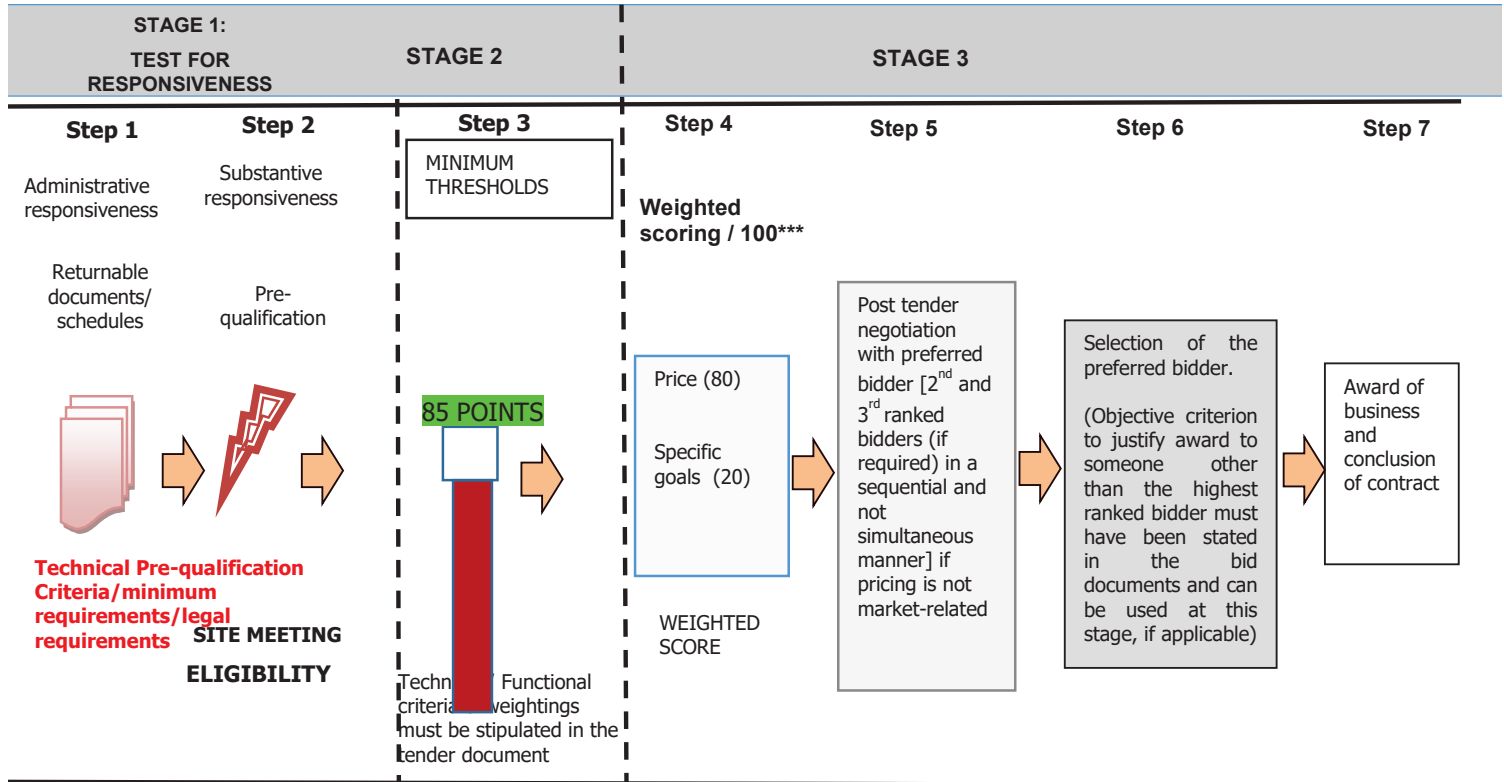 STAGE 1:
TEST FOR
RESPONSIVENESS
STAGE 2
STAGE 3
Step 1
Step 2
Step 3
Step 4
Step 5
Step 6
Step 7
Administrative
responsiveness
Substantive
responsiveness
MINIMUM
THRESHOLDS
Weighted
scoring / 100***
Returnable
documents/
schedules
Pre-
qualification
85 POINTS
Price (80)
Specific
goals (20)
Post tender
negotiation
with preferred
bidder [2nd and
3rd ranked
bidders (if
required) in a
sequential and
not
simultaneous
manner] if
pricing is not
market-related
Selection of the
preferred bidder.
(Objective criterion
to justify award to
someone other
than the highest
ranked bidder must
have been stated
in the bid
documents and can
be used at this
stage, if applicable)
Award of
business
and
conclusion
of contract
Technical Pre-qualification
Criteria/minimum
requirements/legal
requirements
SITE MEETING
ELIGIBILITY
WEIGHTED
SCORE
Functional
criteria weightings
must be stipulated in the
tender document